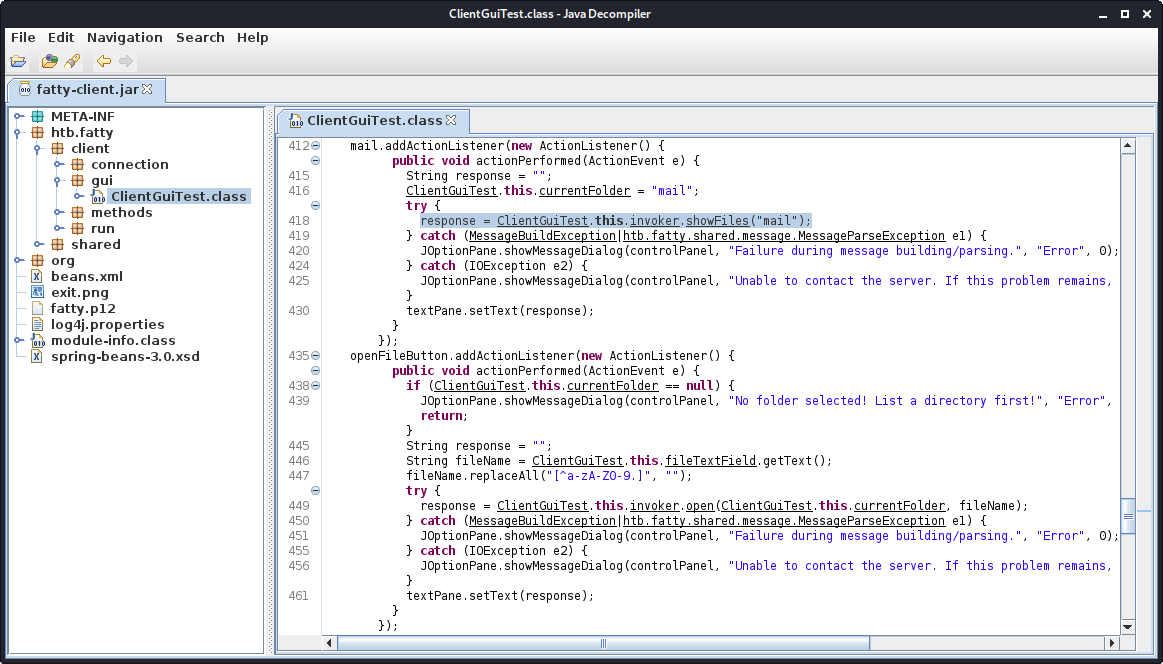 ClientGuiTest.class - Java Decompiler
File Edit Navigation Search Help
fatty-client.jar
META-INF
htb.fatty
client
connection
gui
ClientGuiTest.class
methods
run
shared
org
beans.xml
exit.png
fatty.p12
log4j.properties
module-info.class
spring-beans-3.0.xsd
ClientGuiTest.class
412 mail.addActionListener(new ActionListener() {
public void actionPerformed(ActionEvent e) {
415 String response = "";
416 ClientGuiTest.this.currentFolder = "mail";
try {
418 response = ClientGuiTest.this.invoker.showFiles("mail");
419 } catch (MessageBuildException|htb.fatty.shared.message.MessageParseException e1) {
420 JOptionPane.showMessageDialog(controlPanel, "Failure during message building/parsing.", "Error", 0);
424 } catch (IOException e2) {
425 JOptionPane.showMessageDialog(controlPanel, "Unable to contact the server. If this problem remains,
}
430 textPane.setText(response);
}
});
435 openFileButton.addActionListener(new ActionListener() {
public void actionPerformed(ActionEvent e) {
438 if (ClientGuiTest.this.currentFolder == null) {
439 JOptionPane.showMessageDialog(controlPanel, "No folder selected! List a directory first!", "Error",
return;
}
445 String response = "";
446 String fileName = ClientGuiTest.this.fileTextField.getText();
447 fileName.replaceAll("[^a-zA-Z0-9.]", "");
try {
449 response = ClientGuiTest.this.invoker.open(ClientGuiTest.this.currentFolder, fileName);
450 } catch (MessageBuildException|htb.fatty.shared.message.MessageParseException e1) {
451 JOptionPane.showMessageDialog(controlPanel, "Failure during message building/parsing.", "Error", 0);
455 } catch (IOException e2) {
456 JOptionPane.showMessageDialog(controlPanel, "Unable to contact the server. If this problem remains,
}
461 textPane.setText(response);
}
});